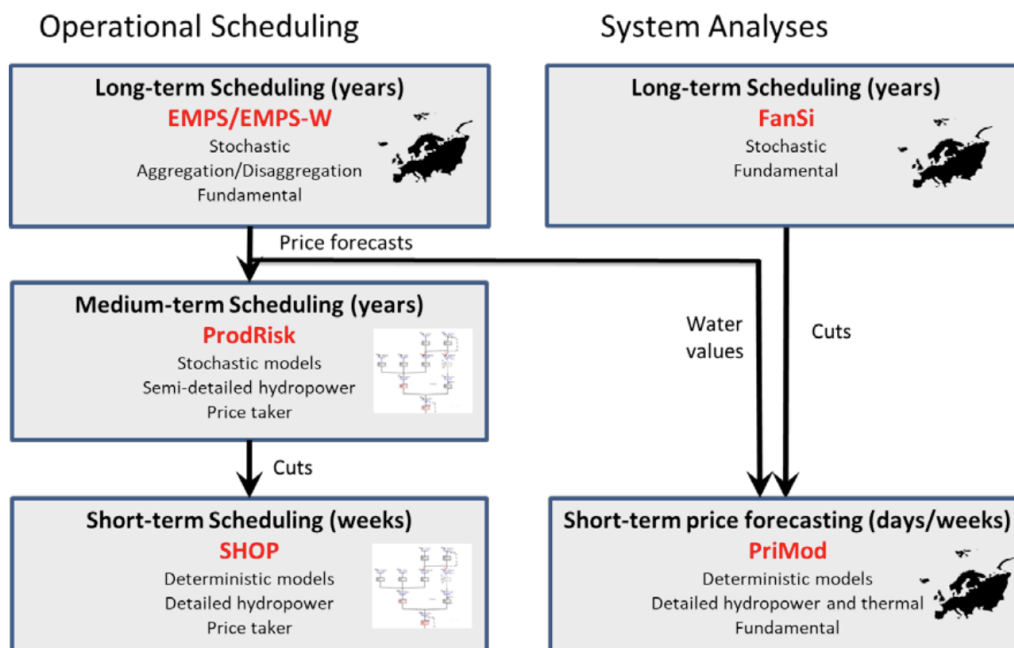 Operational Scheduling
System Analyses
Long-term Scheduling (years)
EMPS/EMPS-W
Stochastic
Aggregation/Disaggregation
Fundamental
Long-term Scheduling (years)
FanSi
Stochastic
Fundamental
Price forecasts
Medium-term Scheduling (years)
ProdRisk
Stochastic models
Semi-detailed hydropower
Price taker
Water
values
Cuts
Cuts
Short-term Scheduling (weeks)
SHOP
Deterministic models
Detailed hydropower
Price taker
Short-term price forecasting (days/weeks)
PriMod
Deterministic models
Detailed hydropower and thermal
Fundamental